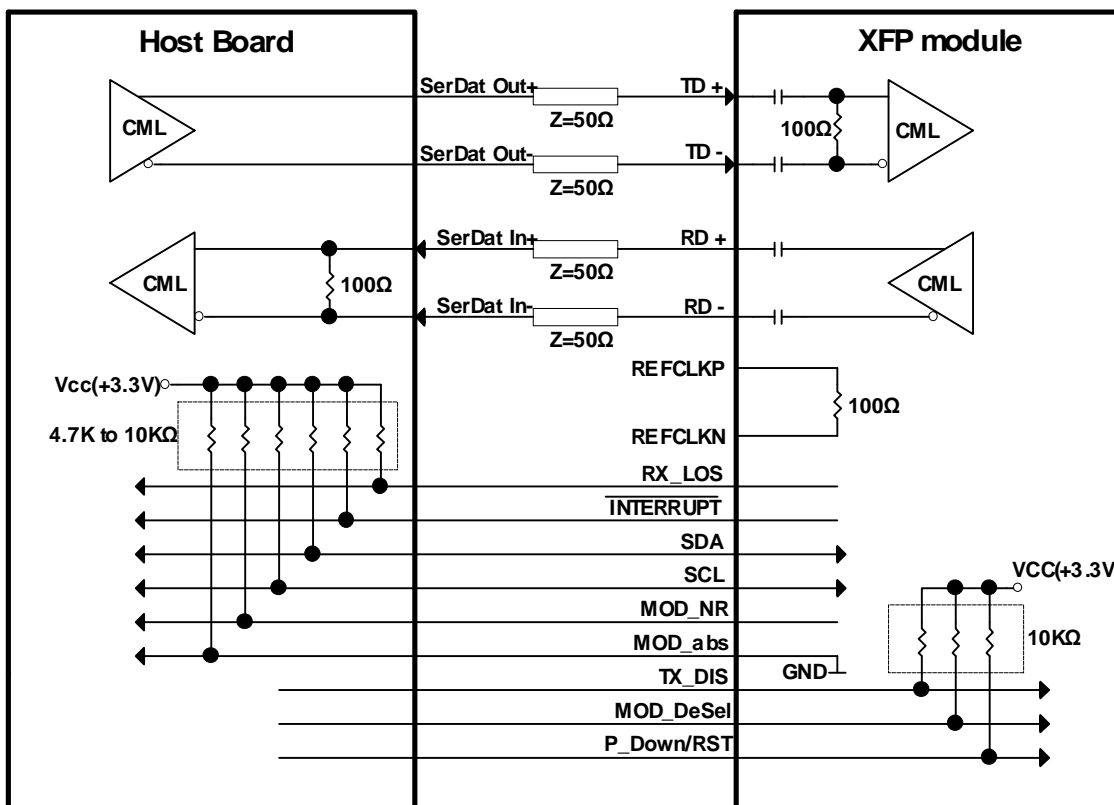 Host Board
XFP module
CML
SerDat Out+
Z=50Ω
TD +
100Ω
CML
SerDat Out-
Z=50Ω
TD -
CML
100Ω
SerDat In+
Z=50Ω
RD +
CML
SerDat In-
Z=50Ω
RD -
Vcc(+3.3V)
4.7K to 10KΩ
REFCLKP
100Ω
REFCLKN
RX_LOS
INTERRUPT
SDA
SCL
MOD_NR
MOD_abs
GND
VCC(+3.3V
10KΩ
TX_DIS
MOD_DeSel
P_Down/RST